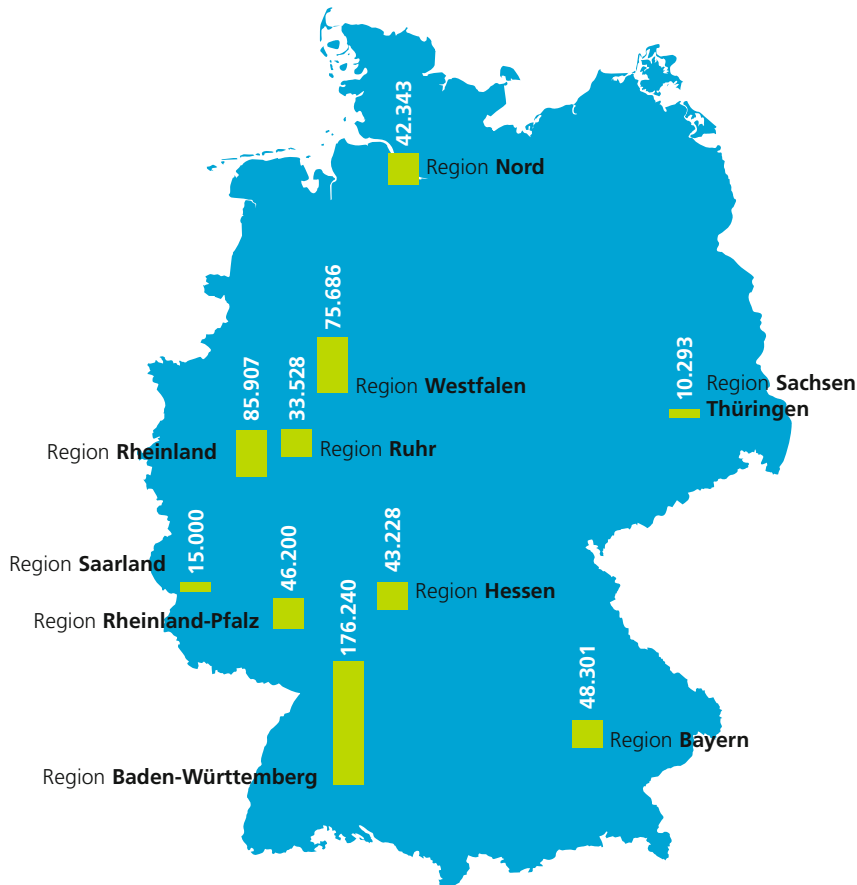 42.343
Region Nord
75.686
Region Westfalen
85.907
Region Rheinland
33.528
Region Ruhr
10.293
Region Sachsen
Thüringen
15.000
Region Saarland
46.200
Region Rheinland-Pfalz
43.228
Region Hessen
176.240
Region Baden-Württemberg
48.301
Region Bayern